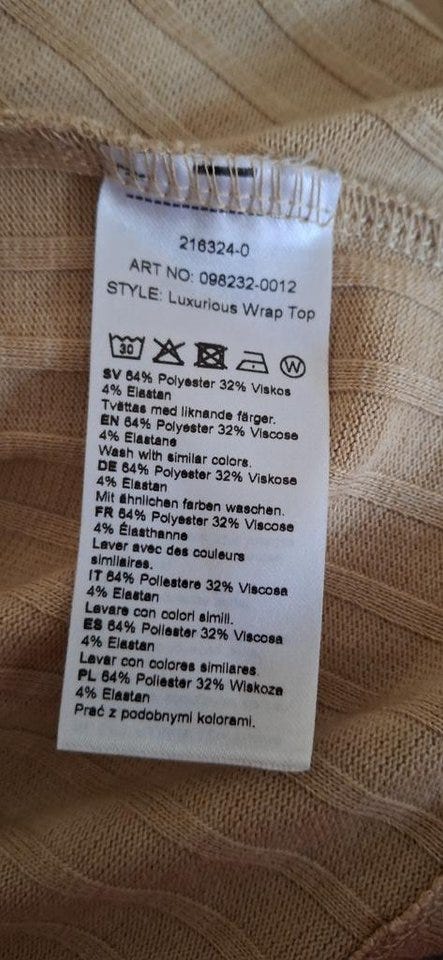 216324-0
ART NO: 098232-0012
STYLE: Luxurious Wrap Top
30 W
SV 64% Polyester 32% Viskos
4% Elastan
Tvättas med liknande färger.
EN 64% Polyester 32% Viscose
4% Elastane
Wash with similar colors.
DE 64% Polyester 32% Viskose
4% Elastan
Mit ähnlichen farben waschen.
FR 64% Polyester 32% Viscose
4% Élasthanne
Laver avec des couleurs
similaires.
IT 64% Poliestere 32% Viscosa
4% Elastan
Lavare con colori simili.
ES 64% Poliester 32% Viscosa
4% Elastan
Lavar con colores similares.
PL 64% Poliester 32% Wiskoza
4% Elastan
Prać z podobnymi kolorami.